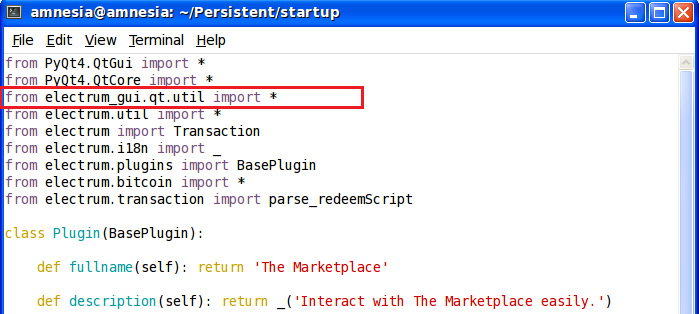 amnesia@amnesia: ~/Persistent/startup
File Edit View Terminal Help
from PyQt4.QtGui import *
from PyQt4.QtCore import *
from electrum_gui.qt.util import *
from electrum.util import *
from electrum import Transaction
from electrum.i18n import _
from electrum.plugins import BasePlugin
from electrum.bitcoin import *
from electrum.transaction import parse_redeemScript
class Plugin(BasePlugin):
def fullname(self): return 'The Marketplace'
def description(self): return _('Interact with The Marketplace easily.')